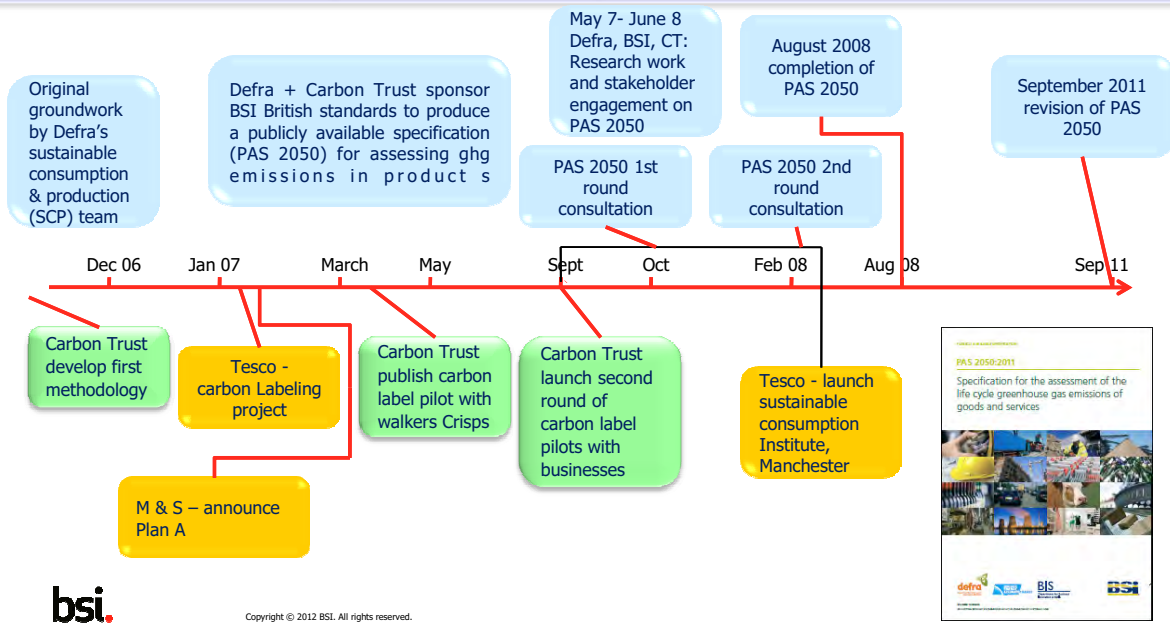 Original
groundwork
by Defra's
sustainable
consumption
& production
(SCP) team
Defra + Carbon Trust sponsor
BSI British standards to produce
a publicly available specification
(PAS 2050) for assessing ghg
emissions in product s
May 7- June 8
Defra, BSI, CT:
Research work
and stakeholder
engagement on
PAS 2050
August 2008
completion of
PAS 2050
September 2011
revision of PAS
2050
PAS 2050 1st
round
consultation
PAS 2050 2nd
round
consultation
Dec 06 Jan 07 March May Sept Oct Feb 08 Aug 08 Sep 11
Carbon Trust
develop first
methodology
Tesco -
carbon Labeling
project
Carbon Trust
publish carbon
label pilot with
walkers Crisps
Carbon Trust
launch second
round of
carbon label
pilots with
businesses
Tesco - launch
sustainable
consumption
Institute,
Manchester
M & S – announce
Plan A
PAS 2050:2011
Specification for the assessment of the
life cycle greenhouse gas emissions of
goods and services
defra
BIS
BSi
bsi.
Copyright © 2012 BSI. All rights reserved.